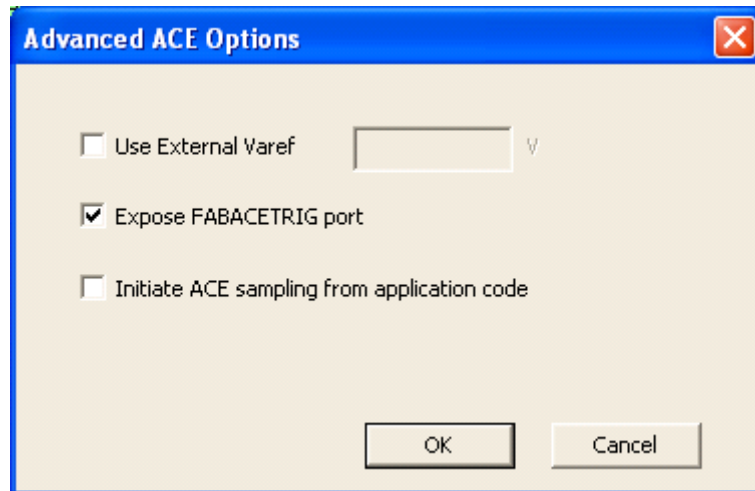 Advanced ACE Options
Use External Varef V
Expose FABACETRIG port
Initiate ACE sampling from application code
OK Cancel